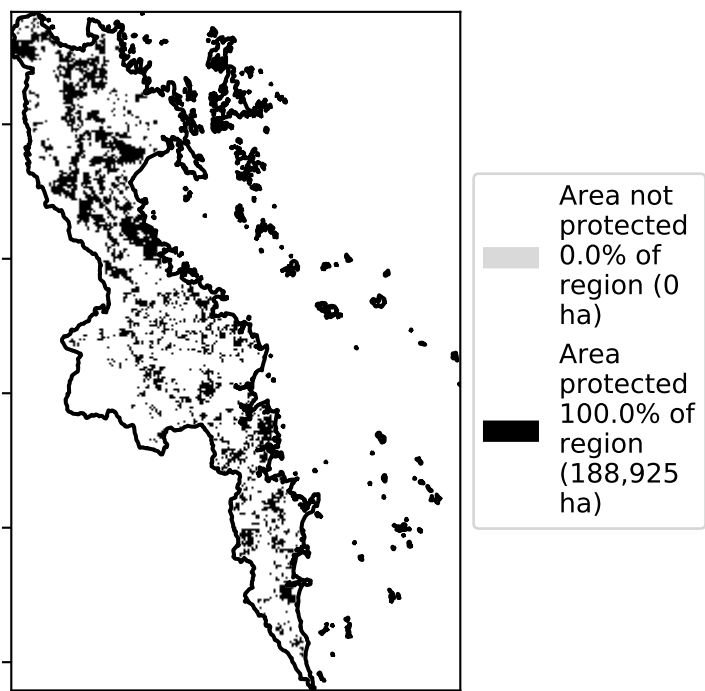 Area not
protected
0.0% of
region (0
ha)
Area
protected
100.0% of
region
(188,925
ha)